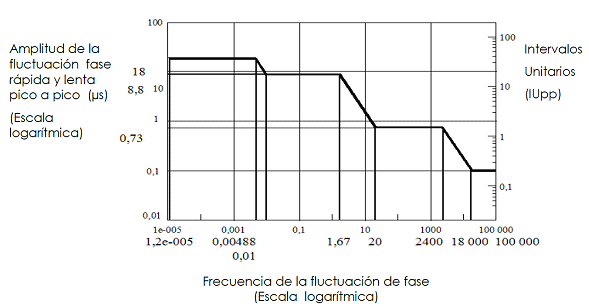 100
Amplitud de la
fluctuación fase
rápida y lenta
pico a pico (µs)
(Escala
logarítmica)
18
8,8
10
1
0,73
0,1
0,01
Intervalos
Unitarios
(IUpp)
100
10
1
0,1
1e-005 0,001 0,1 10 1000 100 000
1,2e-005 0,00488 1,67 20 2400 18 000 100 000
0,01
Frecuencia de la fluctuación de fase
(Escala logarítmica)